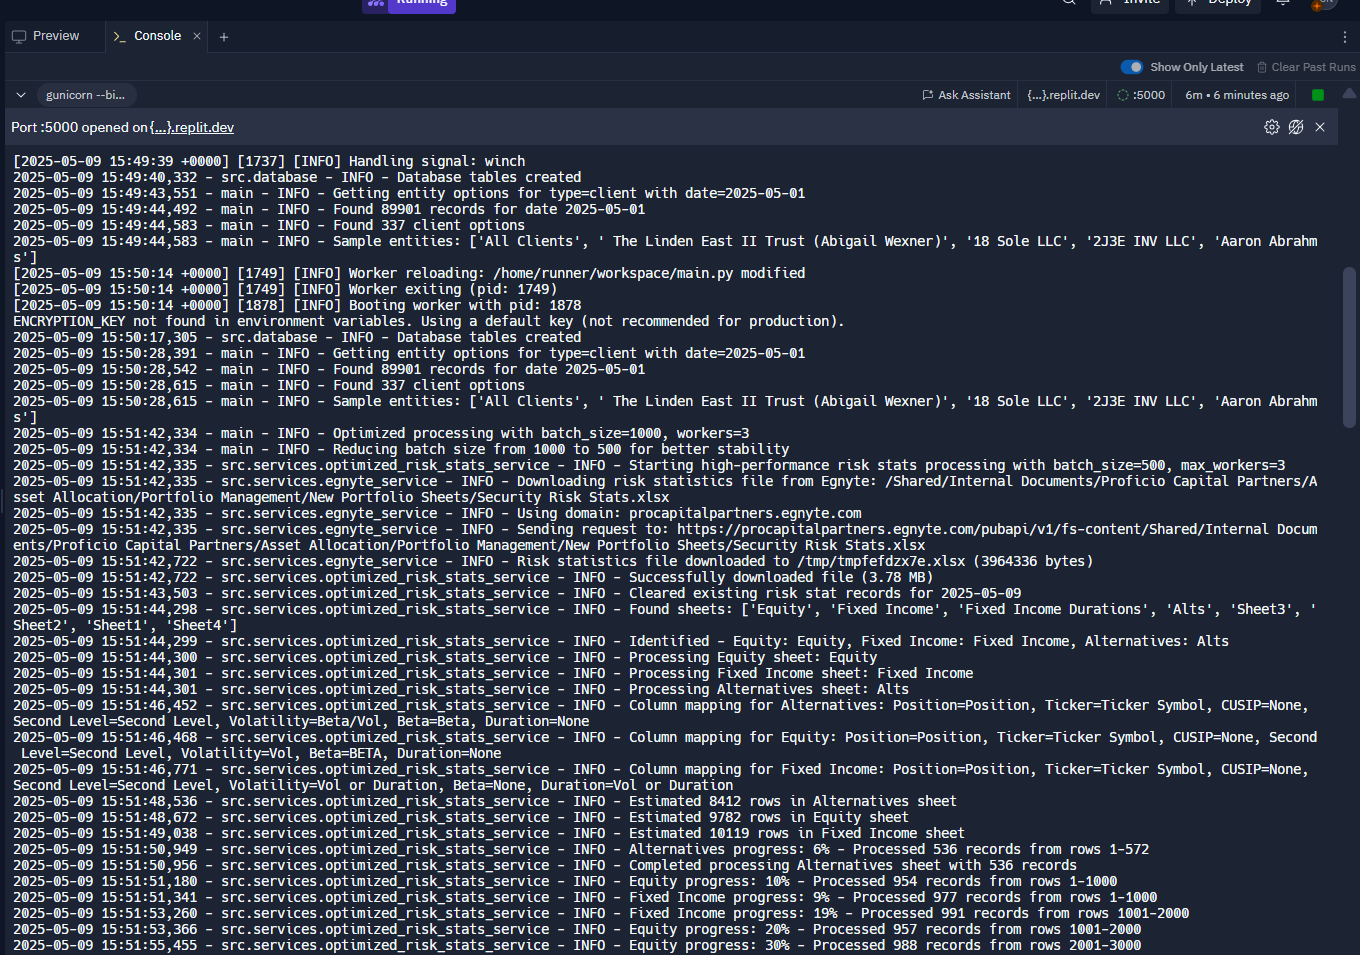 Running
Invite
Deploy
Preview
Console
Show Only Latest
Clear Past Runs
gunicorn --bi...
Ask Assistant
{...}.replit.dev
:5000
6m • 6 minutes ago
Port :5000 opened on {...}.replit.dev
[2025-05-09 15:49:39 +0000] [1737] [INFO] Handling signal: winch
2025-05-09 15:49:40,332 - src.database - INFO - Database tables created
2025-05-09 15:49:43,551 - main - INFO - Getting entity options for type=client with date=2025-05-01
2025-05-09 15:49:44,492 - main - INFO - Found 89901 records for date 2025-05-01
2025-05-09 15:49:44,583 - main - INFO - Found 337 client options
2025-05-09 15:49:44,583 - main - INFO - Sample entities: ['All Clients', ' The Linden East II Trust (Abigail Wexner)', '18 Sole LLC', '2J3E INV LLC', 'Aaron Abrahm
s']
[2025-05-09 15:50:14 +0000] [1749] [INFO] Worker reloading: /home/runner/workspace/main.py modified
[2025-05-09 15:50:14 +0000] [1749] [INFO] Worker exiting (pid: 1749)
[2025-05-09 15:50:14 +0000] [1878] [INFO] Booting worker with pid: 1878
ENCRYPTION_KEY not found in environment variables. Using a default key (not recommended for production).
2025-05-09 15:50:17,305 - src.database - INFO - Database tables created
2025-05-09 15:50:28,391 - main - INFO - Getting entity options for type=client with date=2025-05-01
2025-05-09 15:50:28,542 - main - INFO - Found 89901 records for date 2025-05-01
2025-05-09 15:50:28,615 - main - INFO - Found 337 client options
2025-05-09 15:50:28,615 - main - INFO - Sample entities: ['All Clients', ' The Linden East II Trust (Abigail Wexner)', '18 Sole LLC', '2J3E INV LLC', 'Aaron Abrahm
s']
2025-05-09 15:51:42,334 - main - INFO - Optimized processing with batch_size=1000, workers=3
2025-05-09 15:51:42,334 - main - INFO - Reducing batch size from 1000 to 500 for better stability
2025-05-09 15:51:42,335 - src.services.optimized_risk_stats_service - INFO - Starting high-performance risk stats processing with batch_size=500, max_workers=3
2025-05-09 15:51:42,335 - src.services.egnyte_service - INFO - Downloading risk statistics file from Egnyte: /Shared/Internal Documents/Proficio Capital Partners/A
sset Allocation/Portfolio Management/New Portfolio Sheets/Security Risk Stats.xlsx
2025-05-09 15:51:42,335 - src.services.egnyte_service - INFO - Using domain: procapitalpartners.egnyte.com
2025-05-09 15:51:42,335 - src.services.egnyte_service - INFO - Sending request to: https://procapitalpartners.egnyte.com/pubapi/v1/fs-content/Shared/Internal Docum
ents/Proficio Capital Partners/Asset Allocation/Portfolio Management/New Portfolio Sheets/Security Risk Stats.xlsx
2025-05-09 15:51:42,722 - src.services.egnyte_service - INFO - Risk statistics file downloaded to /tmp/tmpfefdzx7e.xlsx (3964336 bytes)
2025-05-09 15:51:42,722 - src.services.optimized_risk_stats_service - INFO - Successfully downloaded file (3.78 MB)
2025-05-09 15:51:43,503 - src.services.optimized_risk_stats_service - INFO - Cleared existing risk stat records for 2025-05-09
2025-05-09 15:51:44,298 - src.services.optimized_risk_stats_service - INFO - Found sheets: ['Equity', 'Fixed Income', 'Fixed Income Durations', 'Alts', 'Sheet3', '
Sheet2', 'Sheet1', 'Sheet4']
2025-05-09 15:51:44,299 - src.services.optimized_risk_stats_service - INFO - Identified - Equity: Equity, Fixed Income: Fixed Income, Alternatives: Alts
2025-05-09 15:51:44,300 - src.services.optimized_risk_stats_service - INFO - Processing Equity sheet: Equity
2025-05-09 15:51:44,301 - src.services.optimized_risk_stats_service - INFO - Processing Fixed Income sheet: Fixed Income
2025-05-09 15:51:44,301 - src.services.optimized_risk_stats_service - INFO - Processing Alternatives sheet: Alts
2025-05-09 15:51:46,452 - src.services.optimized_risk_stats_service - INFO - Column mapping for Alternatives: Position=Position, Ticker=Ticker Symbol, CUSIP=None,
Second Level=Second Level, Volatility=Beta/Vol, Beta=Beta, Duration=None
2025-05-09 15:51:46,468 - src.services.optimized_risk_stats_service - INFO - Column mapping for Equity: Position=Position, Ticker=Ticker Symbol, CUSIP=None, Second
 Level=Second Level, Volatility=Vol, Beta=BETA, Duration=None
2025-05-09 15:51:46,771 - src.services.optimized_risk_stats_service - INFO - Column mapping for Fixed Income: Position=Position, Ticker=Ticker Symbol, CUSIP=None,
Second Level=Second Level, Volatility=Vol or Duration, Beta=None, Duration=Vol or Duration
2025-05-09 15:51:48,536 - src.services.optimized_risk_stats_service - INFO - Estimated 8412 rows in Alternatives sheet
2025-05-09 15:51:48,672 - src.services.optimized_risk_stats_service - INFO - Estimated 9782 rows in Equity sheet
2025-05-09 15:51:49,038 - src.services.optimized_risk_stats_service - INFO - Estimated 10119 rows in Fixed Income sheet
2025-05-09 15:51:50,949 - src.services.optimized_risk_stats_service - INFO - Alternatives progress: 6% - Processed 536 records from rows 1-572
2025-05-09 15:51:50,956 - src.services.optimized_risk_stats_service - INFO - Completed processing Alternatives sheet with 536 records
2025-05-09 15:51:51,180 - src.services.optimized_risk_stats_service - INFO - Equity progress: 10% - Processed 954 records from rows 1-1000
2025-05-09 15:51:51,341 - src.services.optimized_risk_stats_service - INFO - Fixed Income progress: 9% - Processed 977 records from rows 1-1000
2025-05-09 15:51:53,260 - src.services.optimized_risk_stats_service - INFO - Fixed Income progress: 19% - Processed 991 records from rows 1001-2000
2025-05-09 15:51:53,366 - src.services.optimized_risk_stats_service - INFO - Equity progress: 20% - Processed 957 records from rows 1001-2000
2025-05-09 15:51:55,455 - src.services.optimized_risk_stats_service - INFO - Equity progress: 30% - Processed 988 records from rows 2001-3000